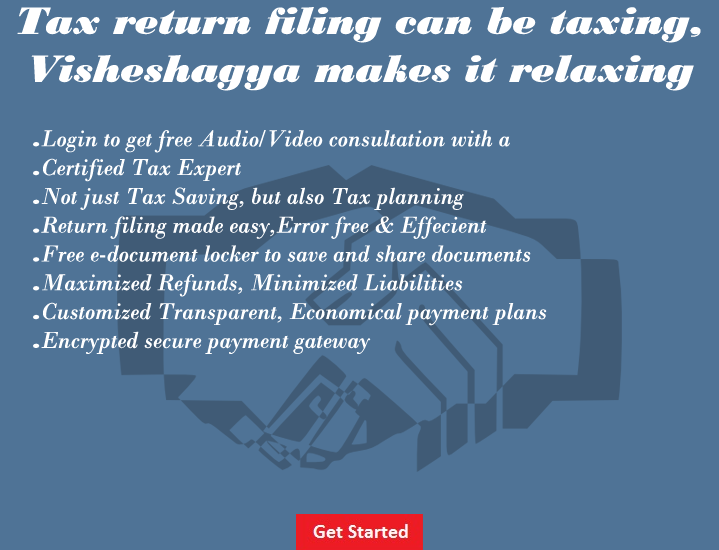 Tax return filing can be taxing,
Visheshagya makes it relaxing
.Login to get free Audio/Video consultation with a
.Certified Tax Expert
.Not just Tax Saving, but also Tax planning
.Return filing made easy,Error free & Effecient
.Free e-document locker to save and share documents
.Maximized Refunds, Minimized Liabilities
.Customized Transparent, Economical payment plans
.Encrypted secure payment gateway
Get Started